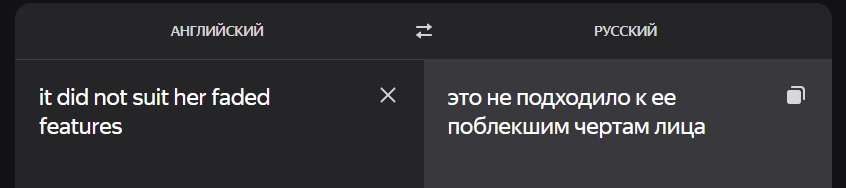 АНГЛИЙСКИЙ
РУССКИЙ
it did not suit her faded
features
это не подходило к ее
поблекшим чертам лица